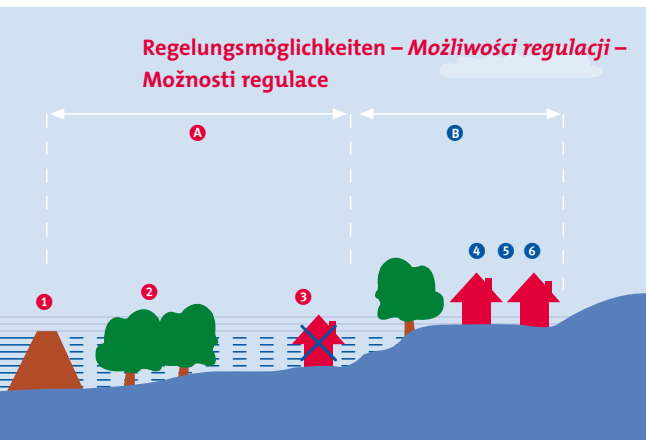 Regelungsmöglichkeiten – Możliwości regulacji –
Možnosti regulace
A B
4 5 6
1 2 3